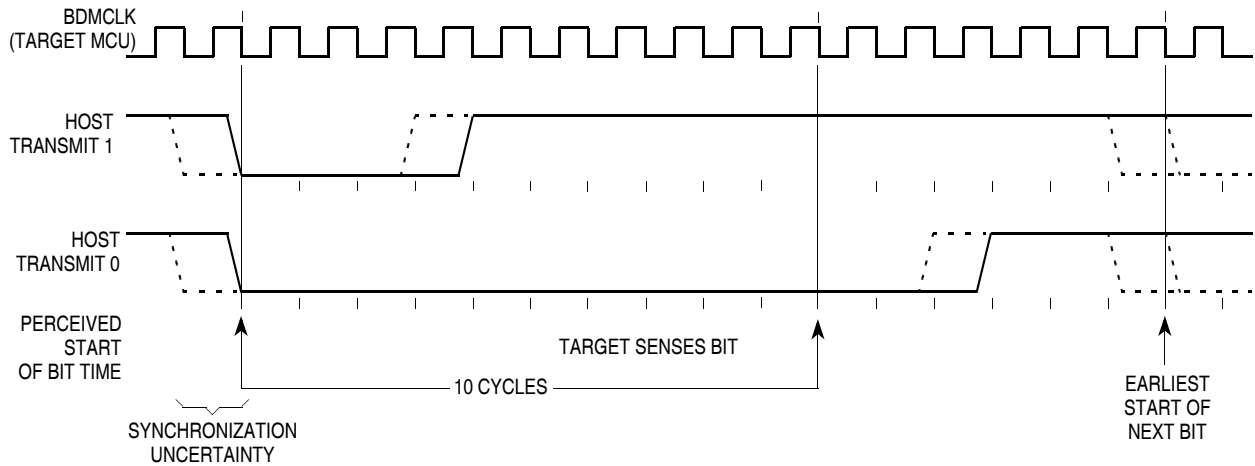 BDMCLK
(TARGET MCU)
HOST
TRANSMIT 1
HOST
TRANSMIT 0
PERCEIVED
START
OF BIT TIME
TARGET SENSES BIT
10 CYCLES
SYNCHRONIZATION
UNCERTAINTY
EARLIEST
START OF
NEXT BIT